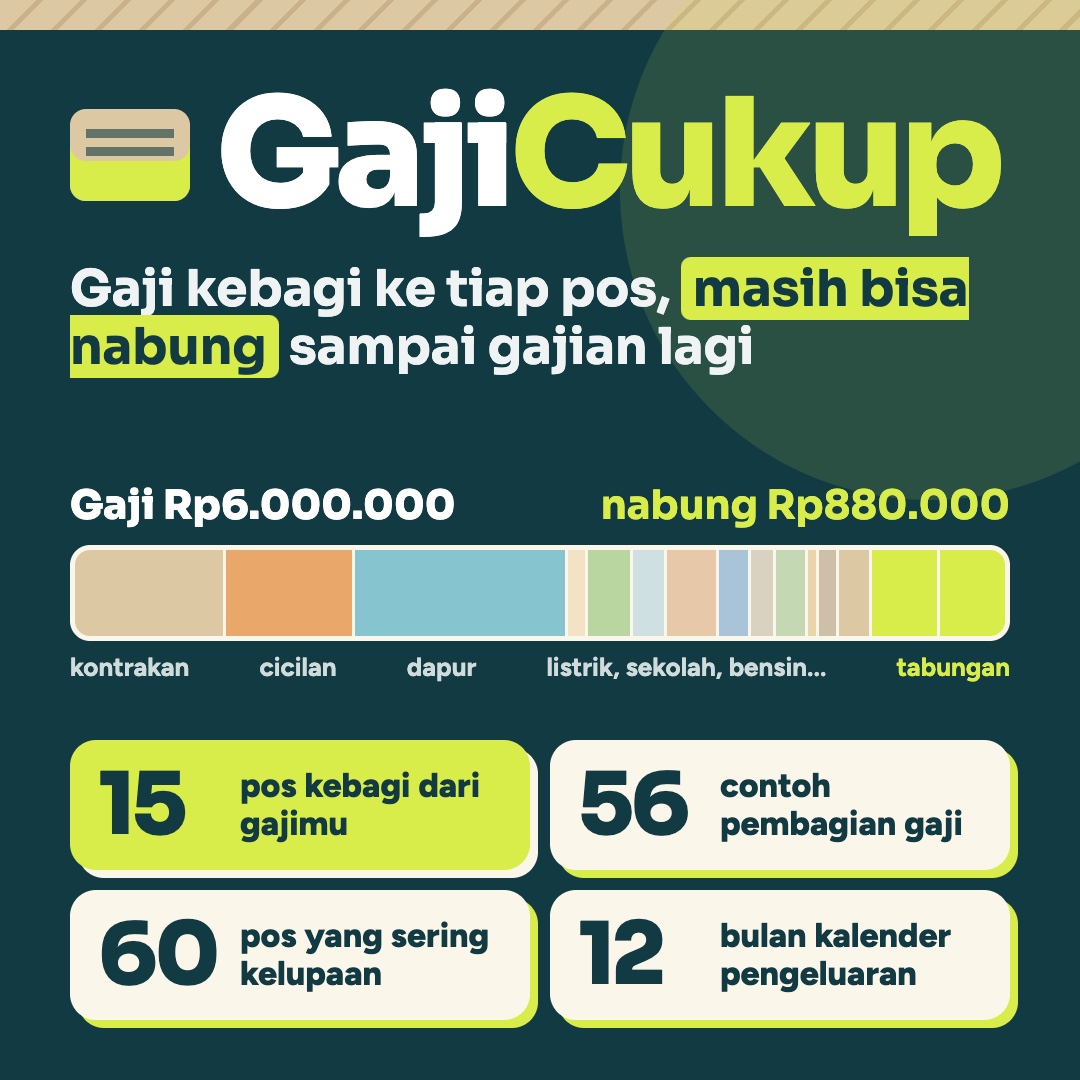 GajiCukup
Gaji kebagi ke tiap pos, masih bisa
nabung sampai gajian lagi
Gaji Rp6.000.000
nabung Rp880.000
kontrakan
cicilan
dapur
listrik, sekolah, bensin...
tabungan
15
pos kebagi dari
gajimu
56
contoh
pembagian gaji
60
pos yang sering
kelupaan
12
bulan kalender
pengeluaran